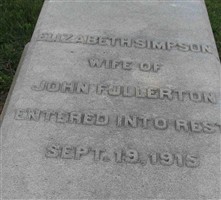 ELIZABETH SIMPSON
WIFE OF
JOHN FULLERTON
ENTERED INTO REST
SEPT. 19, 1915